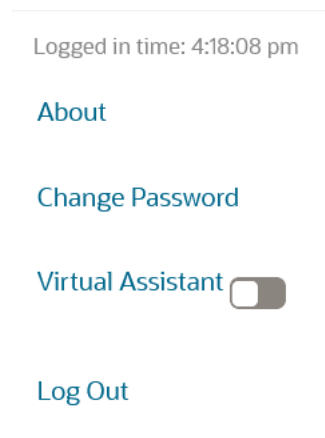 Logged in time: 4:18:08 pm
About
Change Password
Virtual Assistant
Log Out